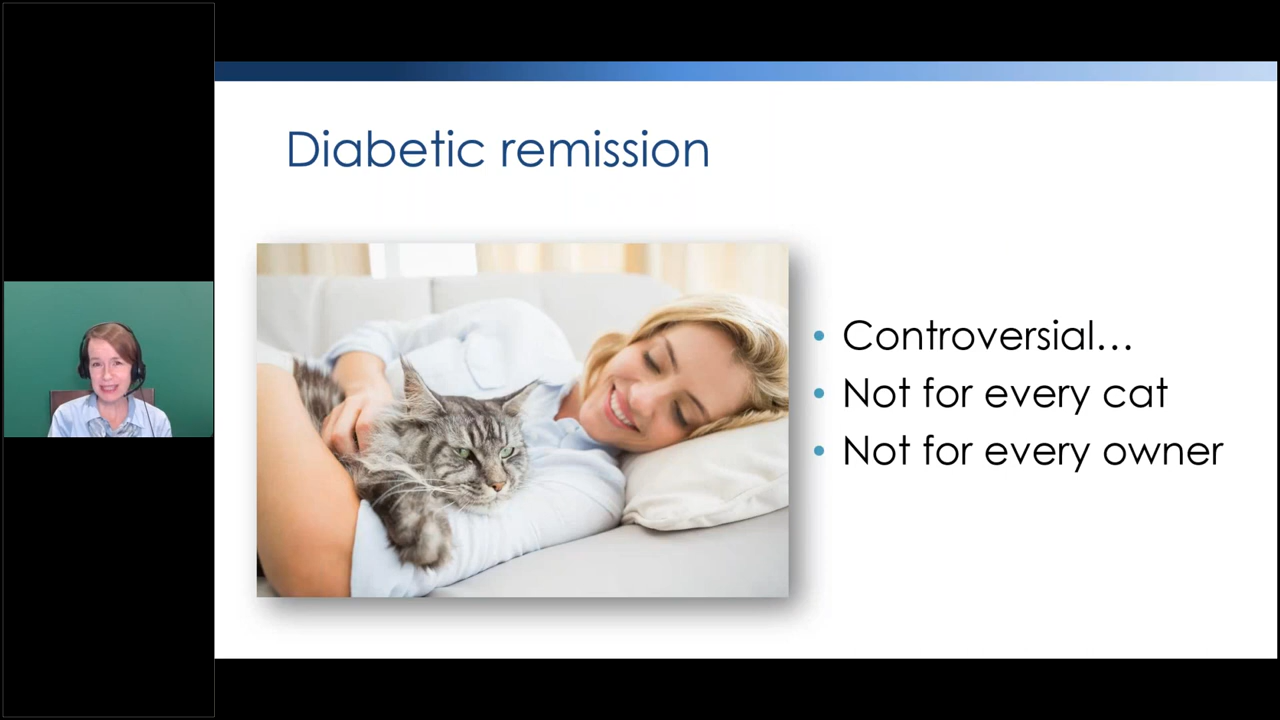 Diabetic remission
• Controversial…
• Not for every cat
• Not for every owner